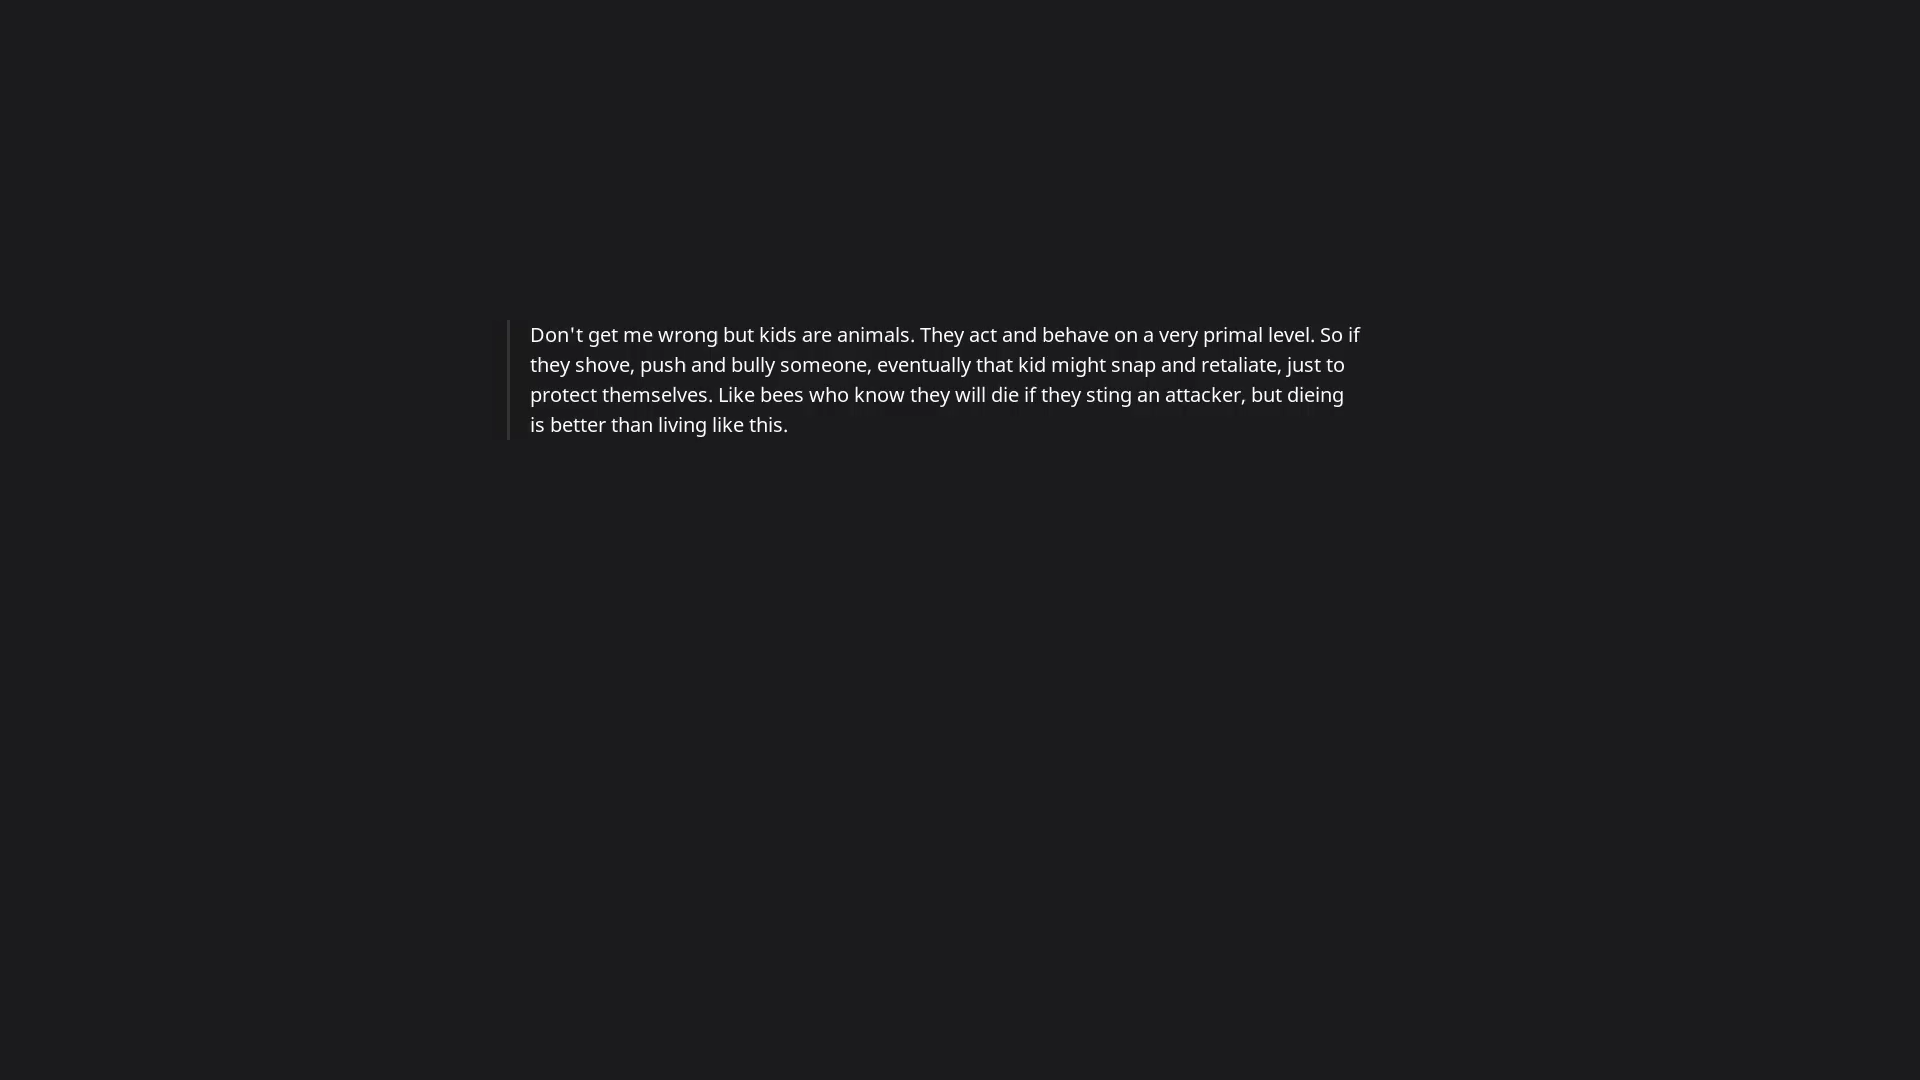 Don't get me wrong but kids are animals. They act and behave on a very primal level. So if
they shove, push and bully someone, eventually that kid might snap and retaliate, just to
protect themselves. Like bees who know they will die if they sting an attacker, but dieing
is better than living like this.